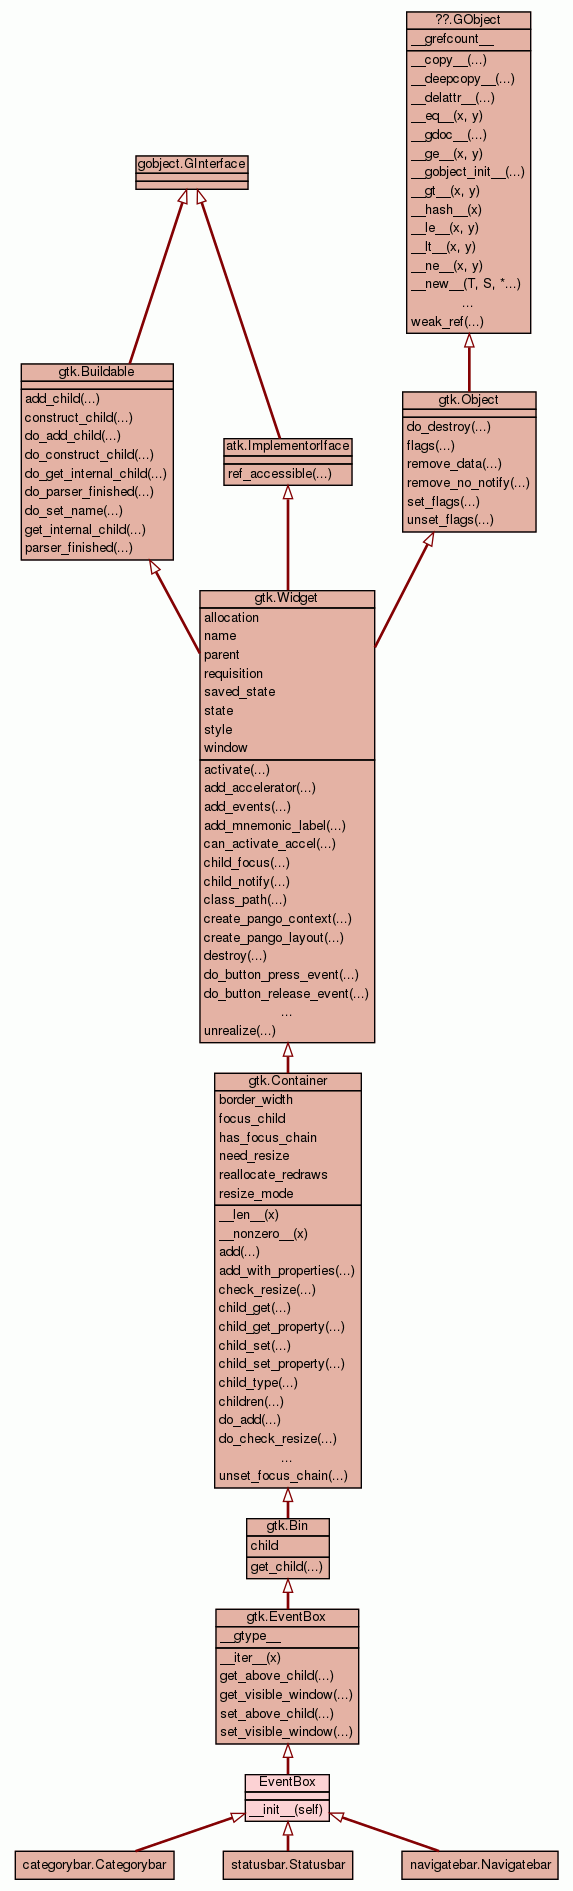 ??.GObject
__grefcount__
__copy__(...)
__deepcopy__(...)
__delattr__(...)
__eq__(x, y)
__gdoc__(...)
__ge__(x, y)
__gobject_init__(...)
__gt__(x, y)
__hash__(x)
__le__(x, y)
__lt__(x, y)
__ne__(x, y)
__new__(T, S, *...)
...
weak_ref(...)
gobject.GInterface
gtk.Buildable
add_child(...)
construct_child(...)
do_add_child(...)
do_construct_child(...)
do_get_internal_child(...)
do_parser_finished(...)
do_set_name(...)
get_internal_child(...)
parser_finished(...)
atk.ImplementorIface
ref_accessible(...)
gtk.Object
do_destroy(...)
flags(...)
remove_data(...)
remove_no_notify(...)
set_flags(...)
unset_flags(...)
gtk.Widget
allocation
name
parent
requisition
saved_state
state
style
window
activate(...)
add_accelerator(...)
add_events(...)
add_mnemonic_label(...)
can_activate_accel(...)
child_focus(...)
child_notify(...)
class_path(...)
create_pango_context(...)
create_pango_layout(...)
destroy(...)
do_button_press_event(...)
do_button_release_event(...)
...
unrealize(...)
gtk.Container
border_width
focus_child
has_focus_chain
need_resize
reallocate_redraws
resize_mode
__len__(x)
__nonzero__(x)
add(...)
add_with_properties(...)
check_resize(...)
child_get(...)
child_get_property(...)
child_set(...)
child_set_property(...)
child_type(...)
children(...)
do_add(...)
do_check_resize(...)
...
unset_focus_chain(...)
gtk.Bin
child
get_child(...)
gtk.EventBox
__gtype__
__iter__(x)
get_above_child(...)
get_visible_window(...)
set_above_child(...)
set_visible_window(...)
EventBox
__init__(self)
categorybar.Categorybar
statusbar.Statusbar
navigatebar.Navigatebar